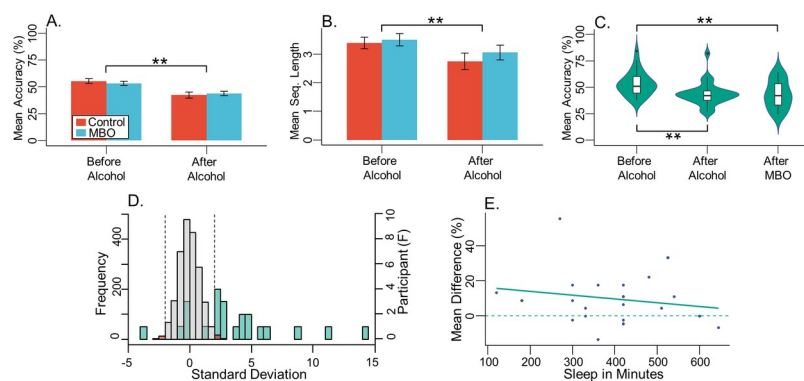 A.
Mean Accuracy (%)
0 25 50 75 100
**
Control
MBO
Before Alcohol
After Alcohol
B.
Mean Seq. Length
0 1 2 3
**
Before Alcohol
After Alcohol
C.
Mean Accuracy (%)
0 25 50 75 100
**
**
Before Alcohol
After Alcohol
After MBO
D.
Frequency
0 200 400
Participant (F)
0 2 4 6 8 10
-5 0 5 10 15
Standard Deviation
E.
Mean Difference (%)
0 20 40
100 200 300 400 500 600
Sleep in Minutes